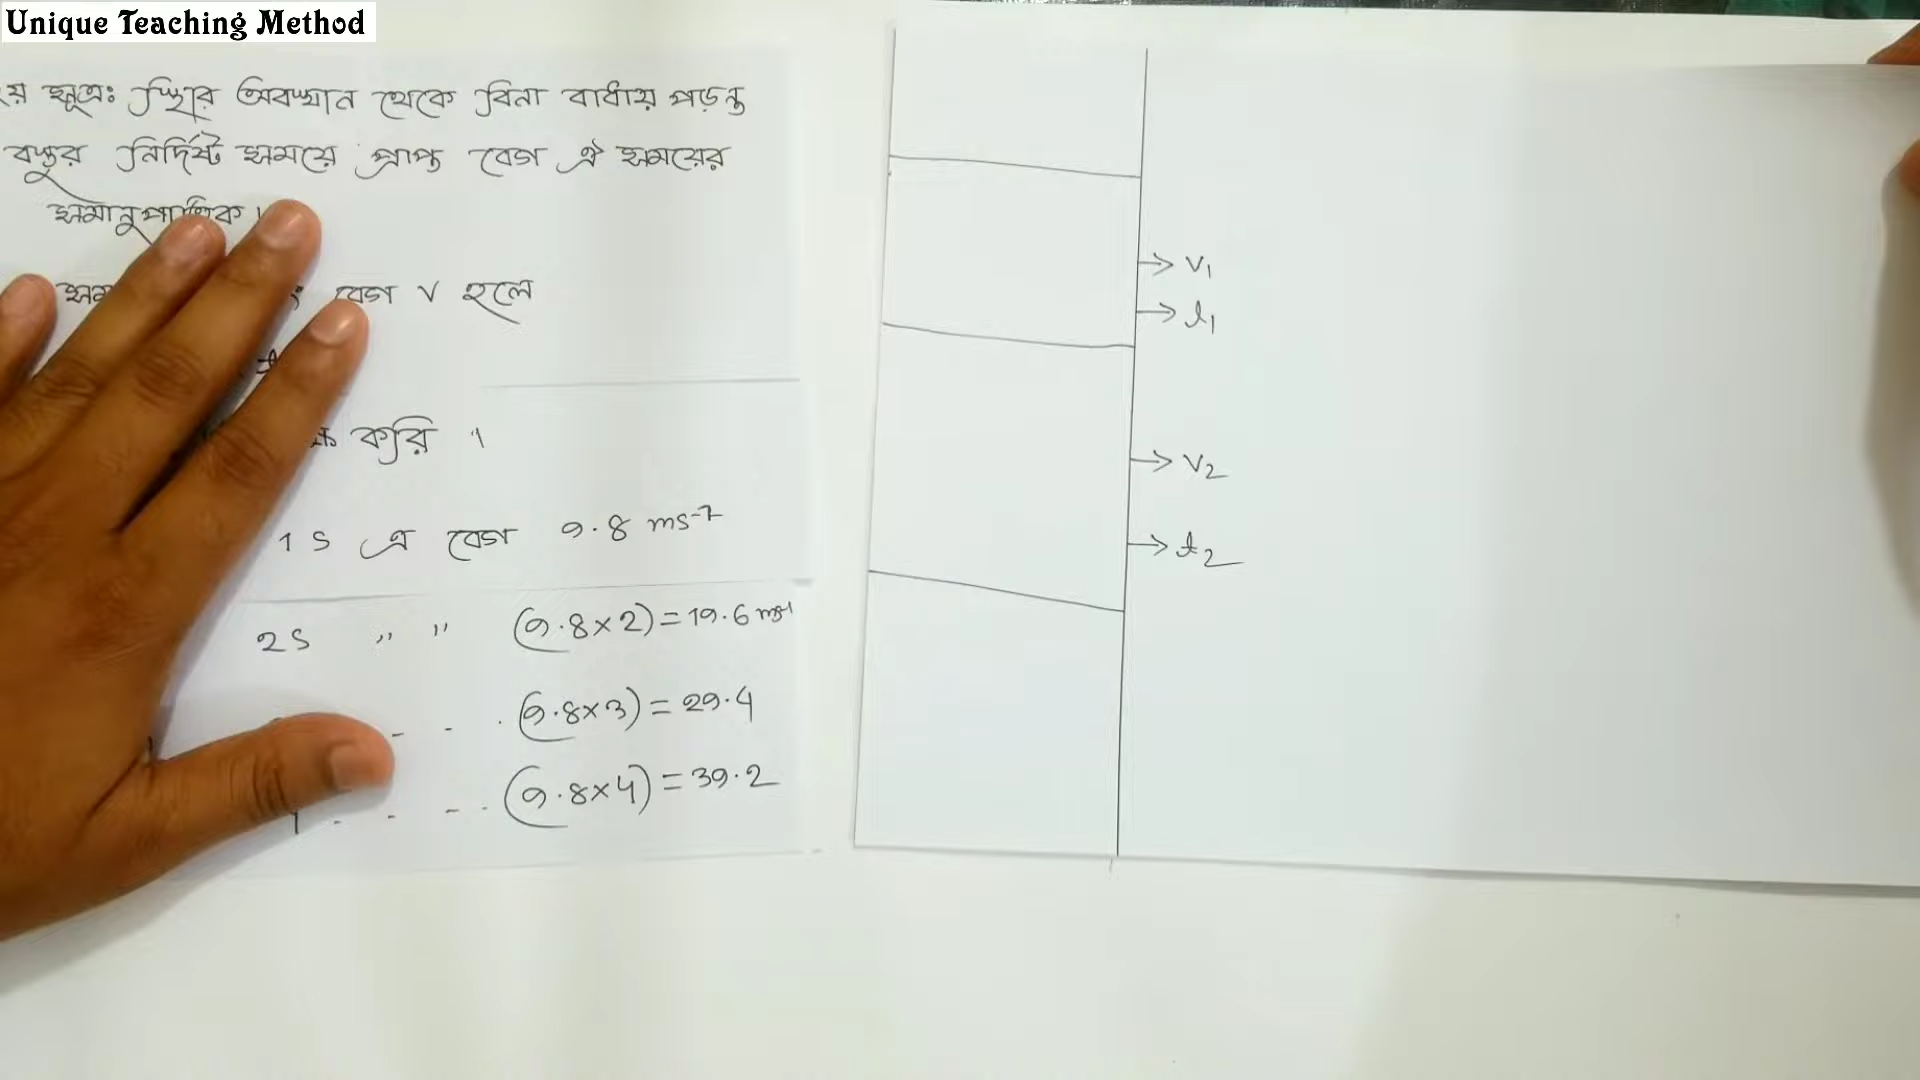 Unique Teaching Method
য় সূত্রঃ স্থির অবস্থান থেকে বিনা বাধায় পড়ন্ত
বস্তুর নির্দিষ্ট সময়ে প্রাপ্ত বেগ ঐ সময়ের
সমানুপাতিক।
বেগ v হলে
করি ।
1 s এ বেগ 9.8 ms-1
2 s " " (9.8×2) = 19.6 ms-1
- - . (9.8×3) = 29.4
. - - . (9.8×4) = 39.2
→ v1
→ t1
→ v2
→ t2